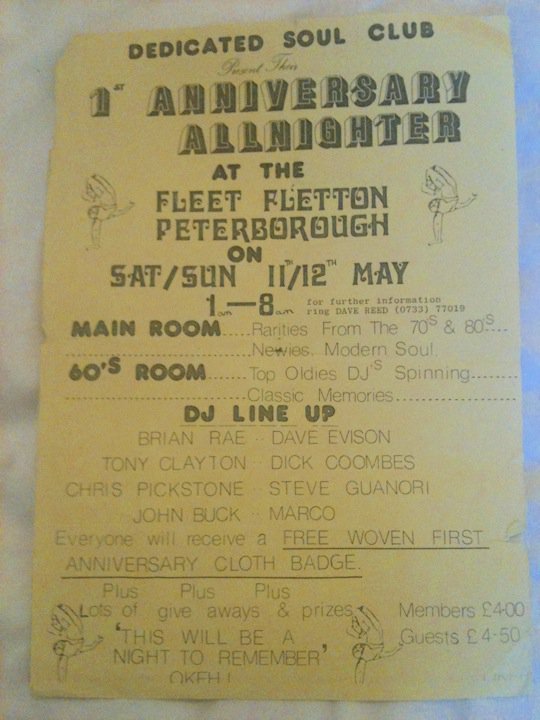 DEDICATED SOUL CLUB
Present Their
1ST ANNIVERSARY
ALLNIGHTER
AT THE
FLEET FLETTON
PETERBOROUGH
ON
SAT/SUN 11TH/12TH MAY
1am—8am for further information
ring DAVE REED (0733) 77019
MAIN ROOM.....Rarities From The 70'S & 80'S...
Newies. Modern Soul
60'S ROOM.......Top Oldies DJ'S Spinning........
Classic Memories
DJ LINE UP
BRIAN RAE·· DAVE EVISON
TONY CLAYTON·· DICK COOMBES
CHRIS PICKSTONE·· STEVE GUANORI
JOHN BUCK·· MARCO
Everyone will receive a FREE WOVEN FIRST
ANNIVERSARY CLOTH BADGE.
Plus Plus Plus
Lots of give aways & prizes Members £4·00
'THIS WILL BE A Guests £4-50
NIGHT TO REMEMBER'
OKEH!